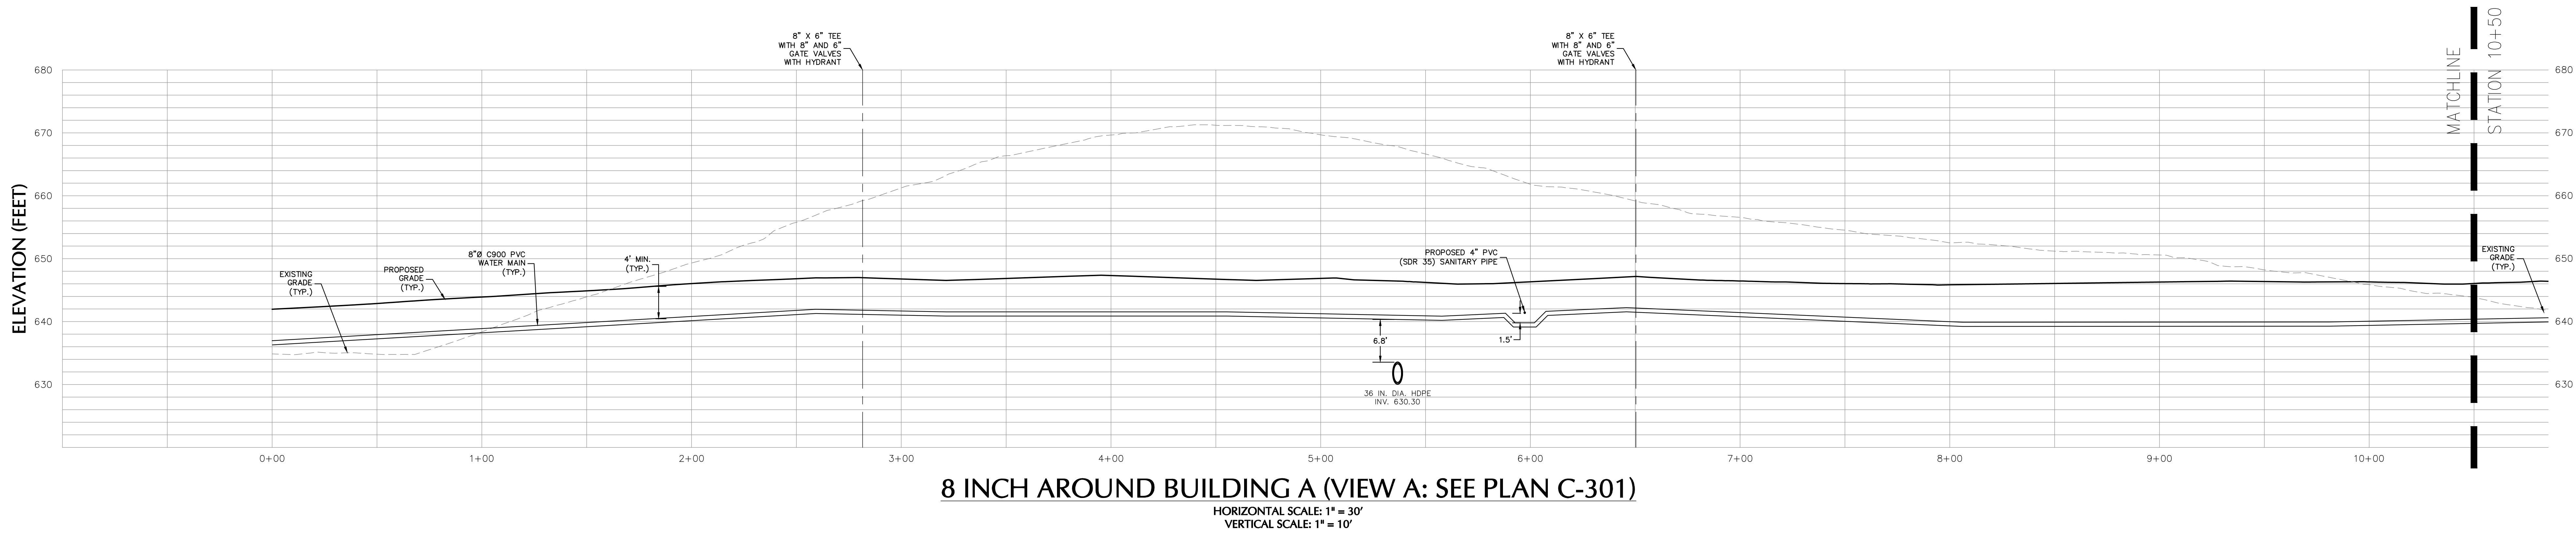 8" X 6" TEE
WITH 8" AND 6"
GATE VALVES
WITH HYDRANT
8" X 6" TEE
WITH 8" AND 6"
GATE VALVES
WITH HYDRANT
MATCHLINE
STATION 10+50
680
680
670
670
660
660
650
650
640
640
630
630
ELEVATION (FEET)
EXISTING
GRADE
(TYP.)
PROPOSED
GRADE
(TYP.)
8"Ø C900 PVC
WATER MAIN
(TYP.)
4' MIN.
(TYP.)
PROPOSED 4" PVC
(SDR 35) SANITARY PIPE
EXISTING
GRADE
(TYP.)
6.8'
1.5'
36 IN. DIA. HDPE
INV. 630.30
0+00
1+00
2+00
3+00
4+00
5+00
6+00
7+00
8+00
9+00
10+00
8 INCH AROUND BUILDING A (VIEW A: SEE PLAN C-301)
HORIZONTAL SCALE: 1" = 30'
VERTICAL SCALE: 1" = 10'